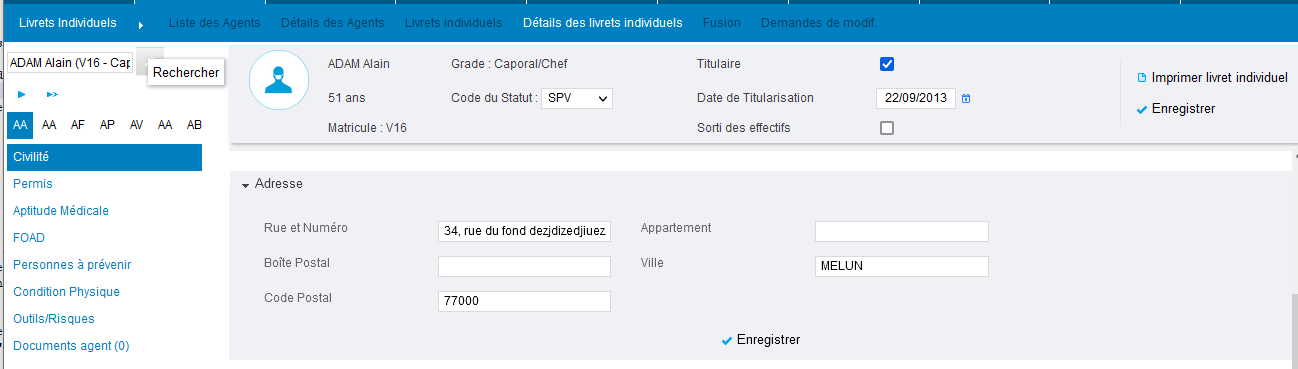 Livrets Individuels Liste des Agents Détails des Agents Livrets individuels Détails des livrets individuels Fusion Demandes de modif.
ADAM Alain (V16 - Cap
Rechercher
AA AA AF AP AV AA AB
Civilité
Permis
Aptitude Médicale
FOAD
Personnes à prévenir
Condition Physique
Outils/Risques
Documents agent (0)
ADAM Alain Grade : Caporal/Chef Titulaire
51 ans Code du Statut : SPV Date de Titularisation 22/09/2013
Matricule : V16 Sorti des effectifs
Imprimer livret individuel
Enregistrer
Adresse
Rue et Numéro 34, rue du fond dezjdizedjiuez Appartement
Boîte Postal Ville MELUN
Code Postal 77000
Enregistrer